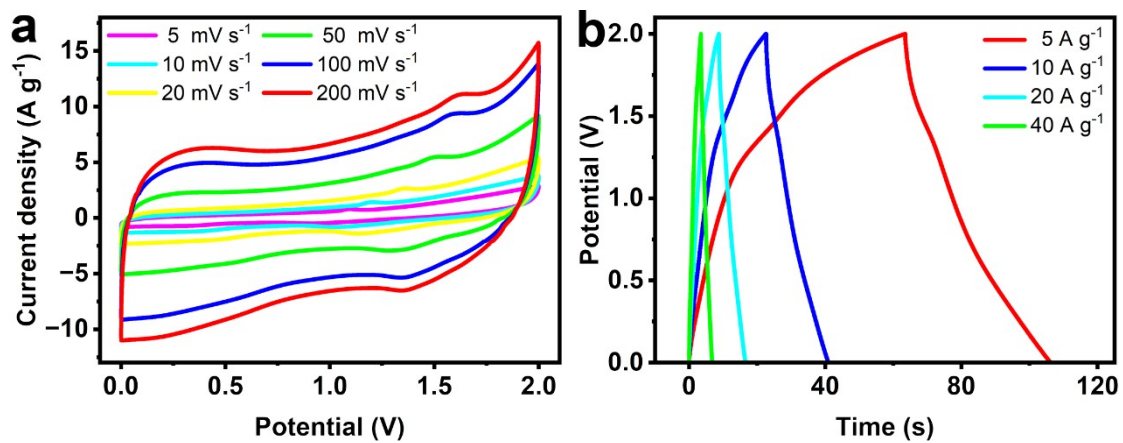 a
5 mV s⁻¹
50 mV s⁻¹
10 mV s⁻¹
100 mV s⁻¹
20 mV s⁻¹
200 mV s⁻¹
Current density (A g⁻¹)
15
10
5
0
−5
−10
0.0
0.5
1.0
1.5
2.0
Potential (V)
b
5 A g⁻¹
10 A g⁻¹
20 A g⁻¹
40 A g⁻¹
Potential (V)
2.0
1.5
1.0
0.5
0.0
0
40
80
120
Time (s)